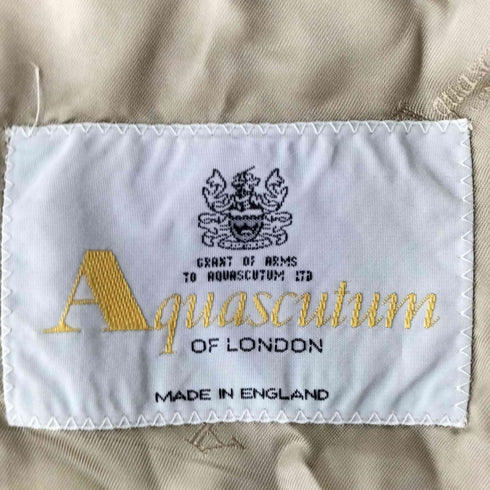 GRANT OF ARMS
TO AQUASCUTUM LTD
Aquascutum
OF LONDON
MADE IN ENGLAND